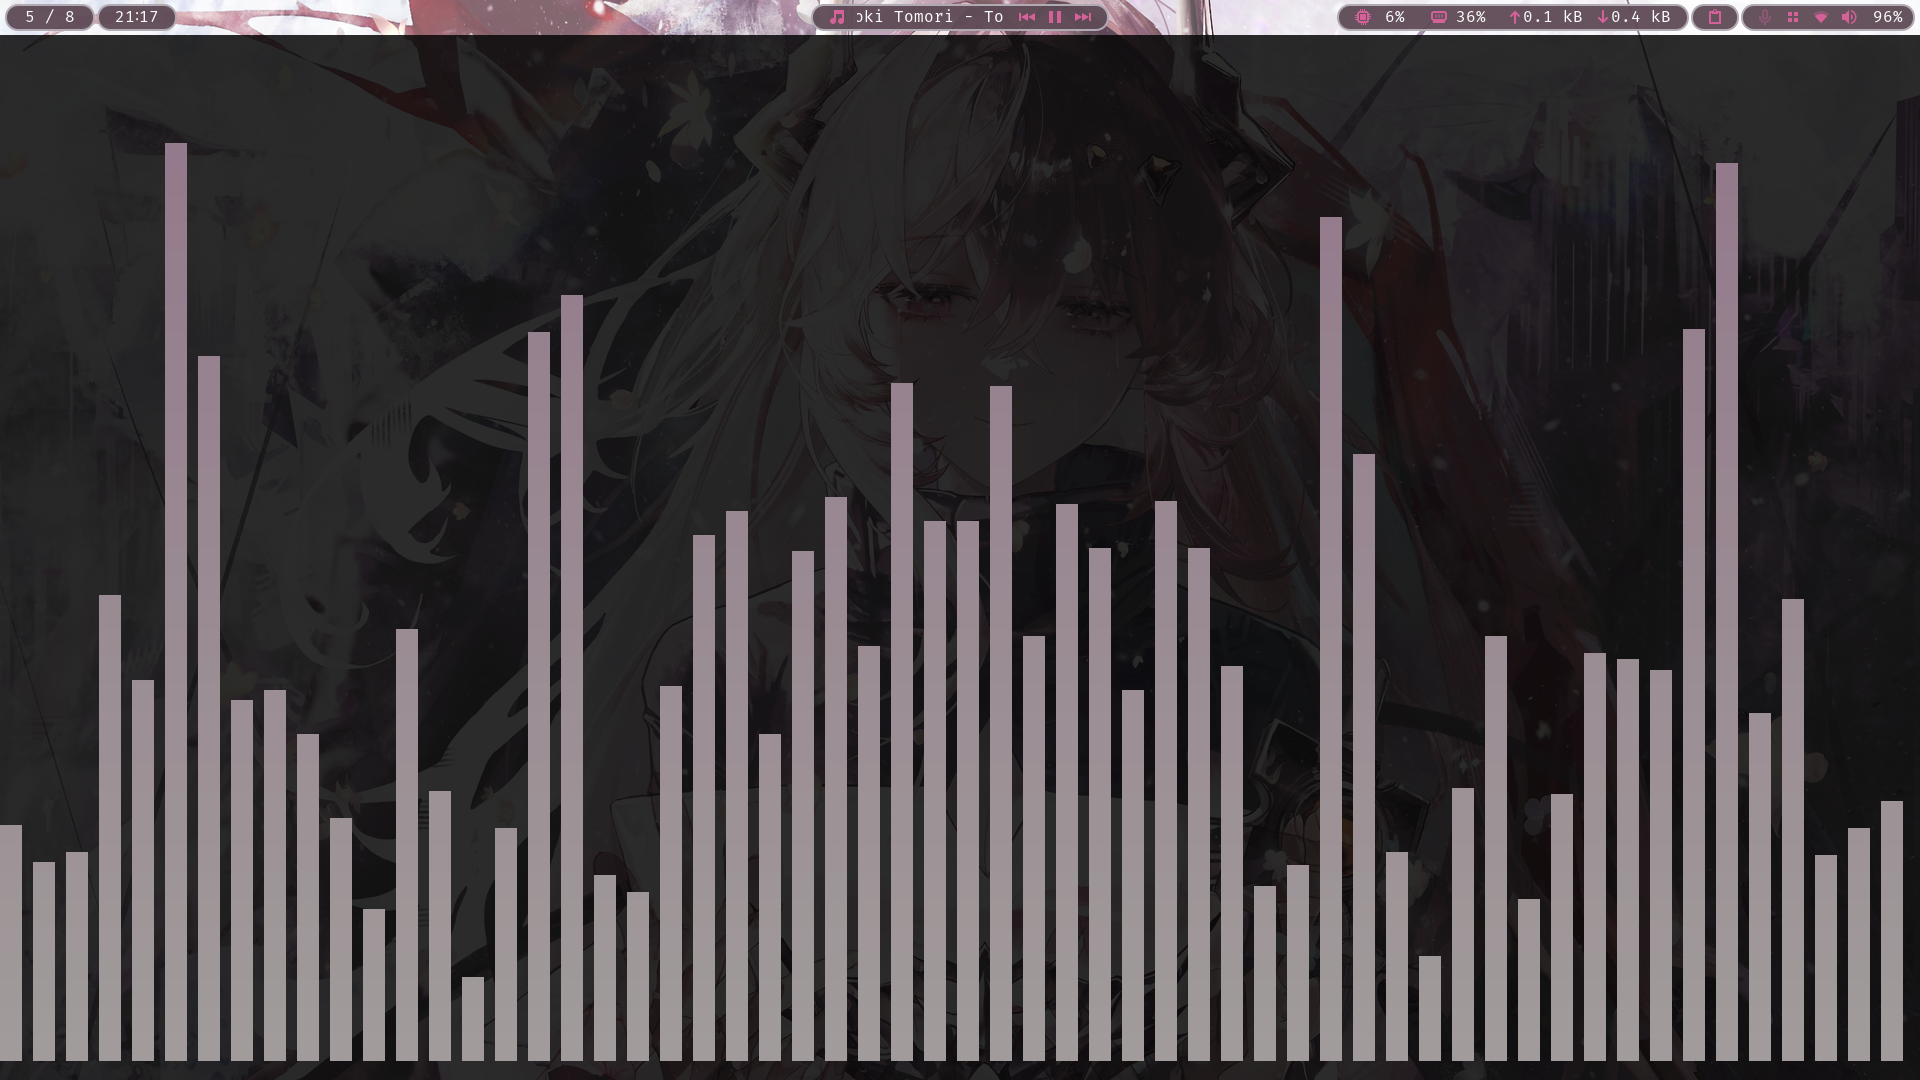 5 / 8
21:17
oki Tomori - To
6%
36%
↑0.1 kB ↓0.4 kB
96%